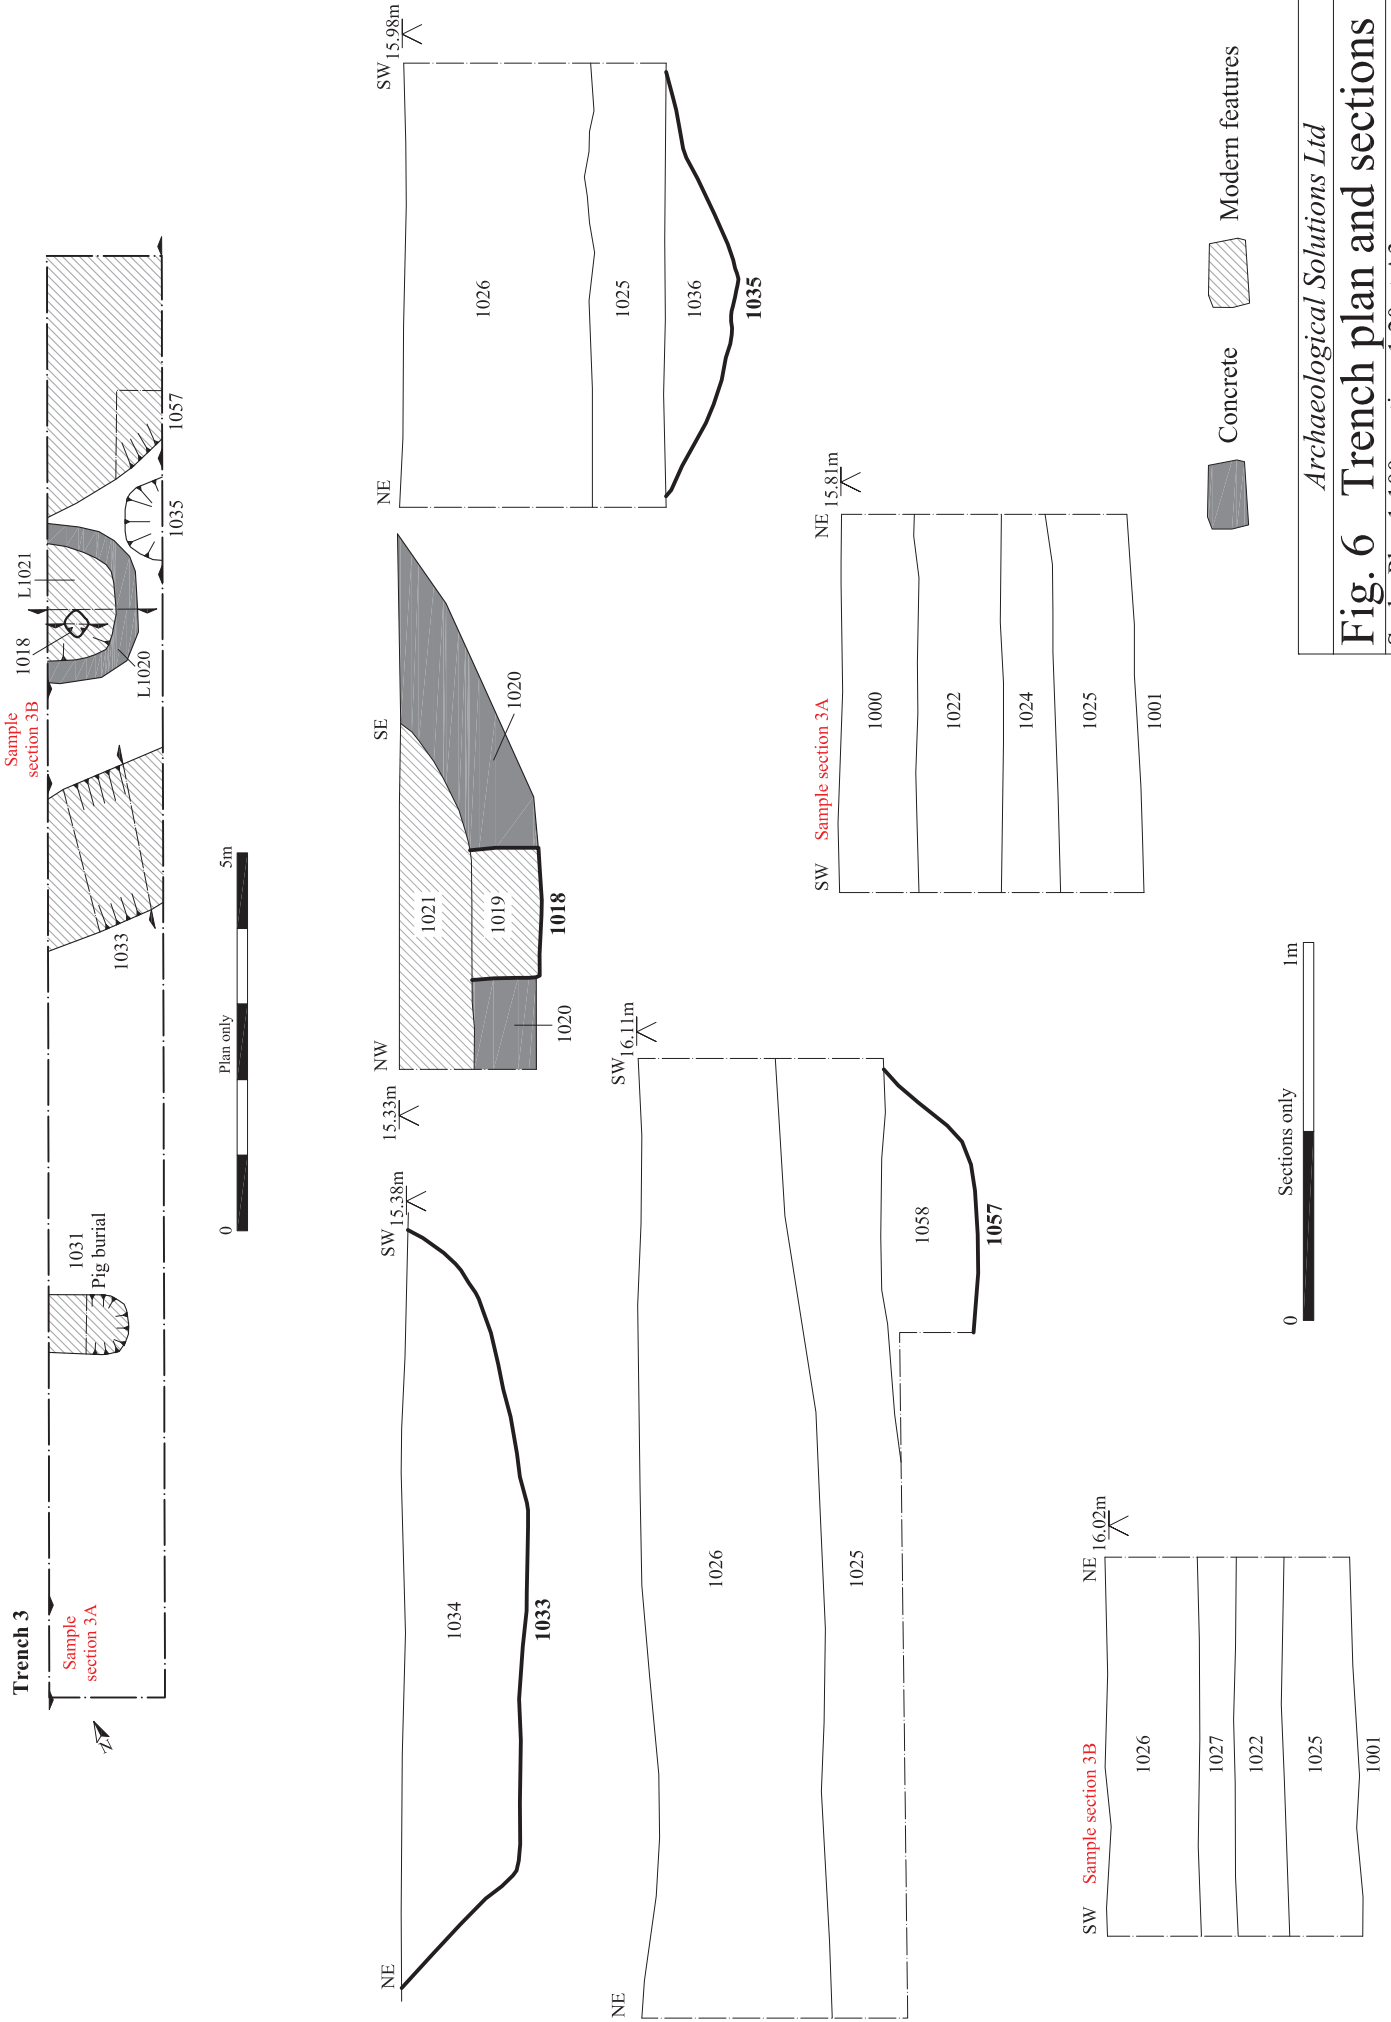 Trench 3
Sample
section 3A
1031
Pig burial
1033
Sample
section 3B
1018
L1021
L1020
1035
1057
N
0
Plan only
5m
NE
SW
15.38m
1034
1033
15.33m
NW
SE
1021
1019
1020
1020
1018
NE
SW
15.98m
1026
1025
1036
1035
NE
SW
16.11m
1026
1025
1058
1057
SW
Sample section 3A
NE
15.81m
1000
1022
1024
1025
1001
SW
Sample section 3B
NE
16.02m
1026
1027
1022
1025
1001
0
Sections only
1m
Concrete
Modern features
Archaeological Solutions Ltd
Fig. 6 Trench plan and sections